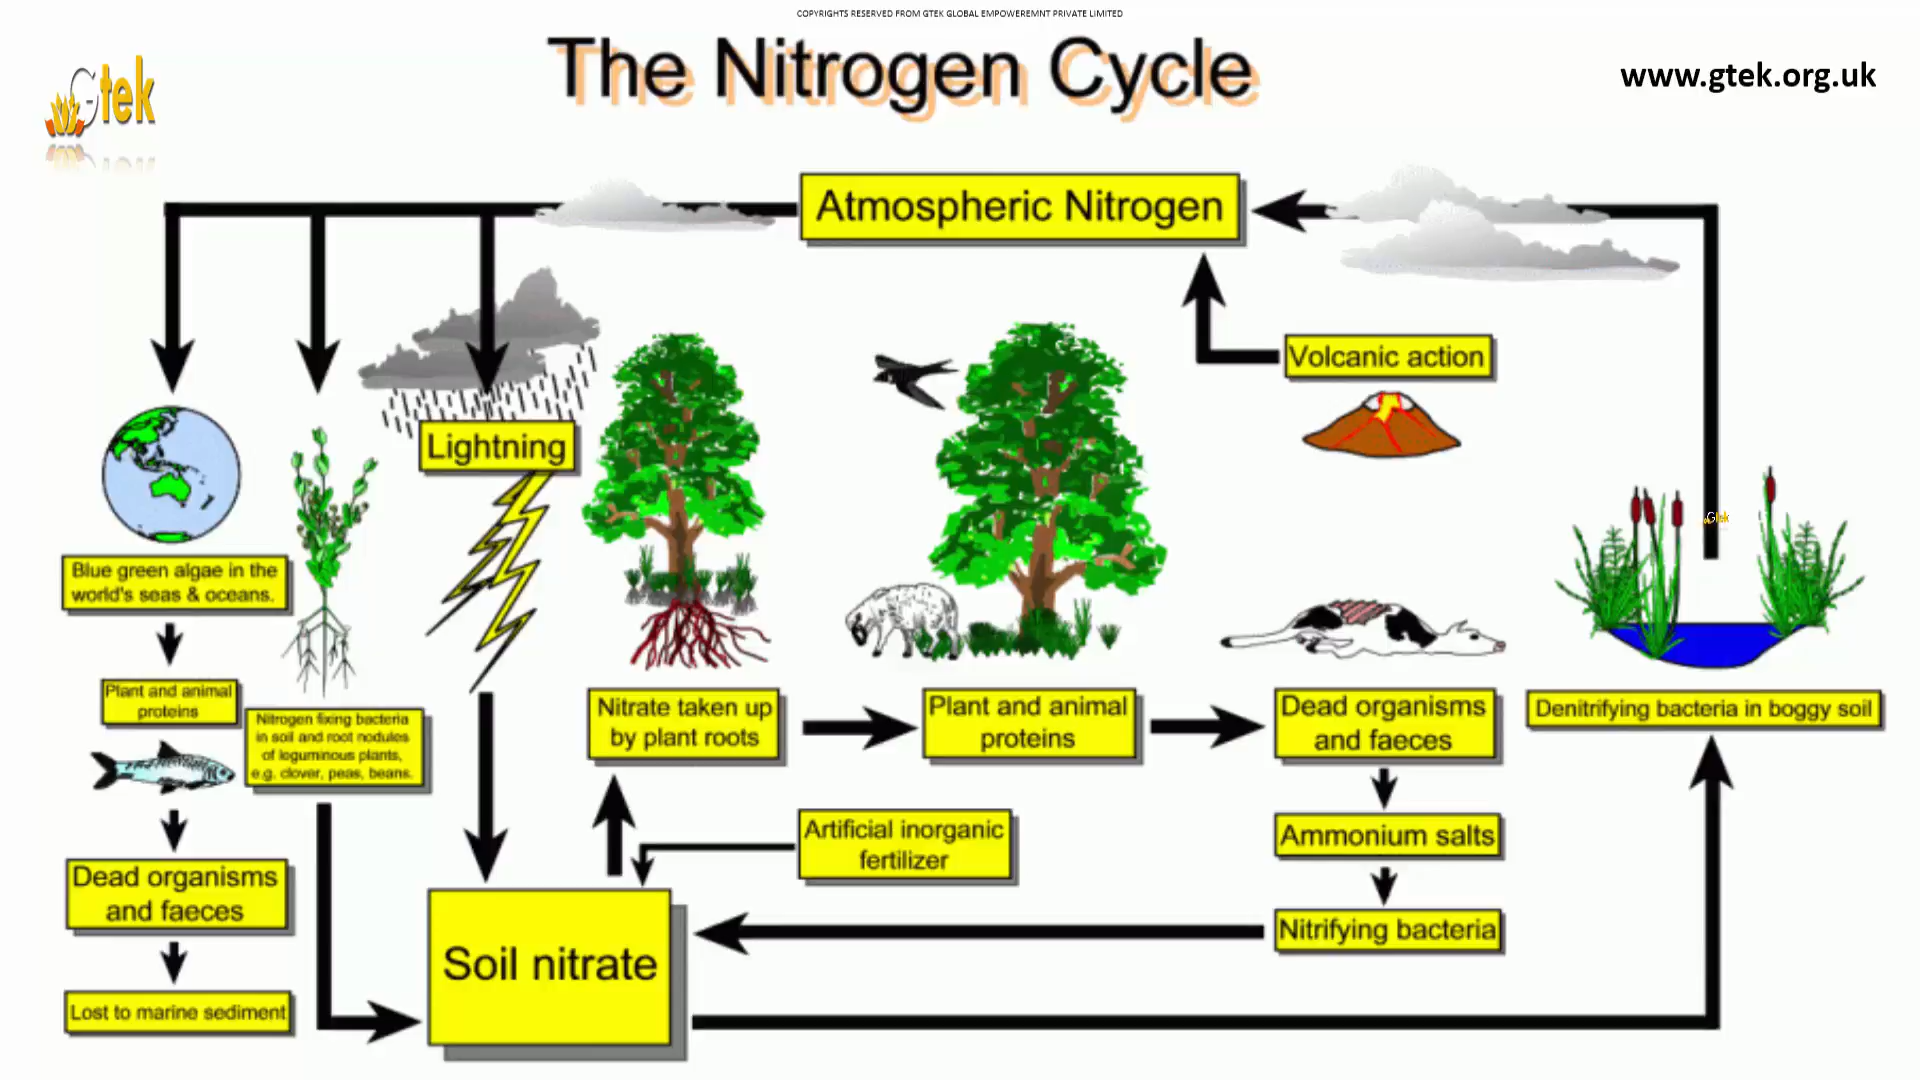 COPYRIGHTS RESERVED FROM GTEK GLOBAL EMPOWEREMNT PRIVATE LIMITED
The Nitrogen Cycle
Gtek
www.gtek.org.uk
Atmospheric Nitrogen
Volcanic action
Lightning
Gtek
Blue green algae in the
world's seas & oceans.
Plant and animal
proteins
Nitrogen fixing bacteria
in soil and root nodules
of leguminous plants,
e.g. clover, peas, beans.
Nitrate taken up
by plant roots
Plant and animal
proteins
Dead organisms
and faeces
Denitrifying bacteria in boggy soil
Artificial inorganic
fertilizer
Ammonium salts
Dead organisms
and faeces
Nitrifying bacteria
Soil nitrate
Lost to marine sediment